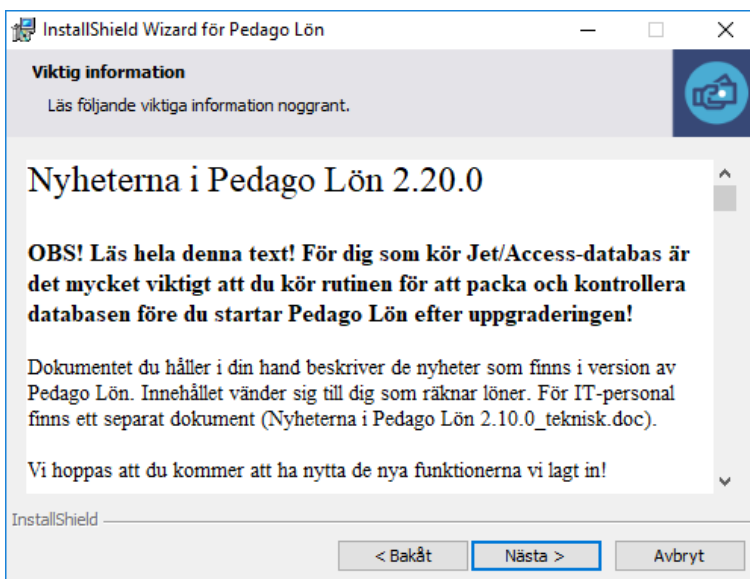 InstallShield Wizard för Pedago Lön
Viktig information
Läs följande viktiga information noggrant.
Nyheterna i Pedago Lön 2.20.0
OBS! Läs hela denna text! För dig som kör Jet/Access-databas är
det mycket viktigt att du kör rutinen för att packa och kontrollera
databasen före du startar Pedago Lön efter uppgraderingen!
Dokumentet du håller i din hand beskriver de nyheter som finns i version av
Pedago Lön. Innehållet vänder sig till dig som räknar löner. För IT-personal
finns ett separat dokument (Nyheterna i Pedago Lön 2.10.0_teknisk.doc).
Vi hoppas att du kommer att ha nytta de nya funktionerna vi lagt in!
InstallShield
< Bakåt
Nästa >
Avbryt